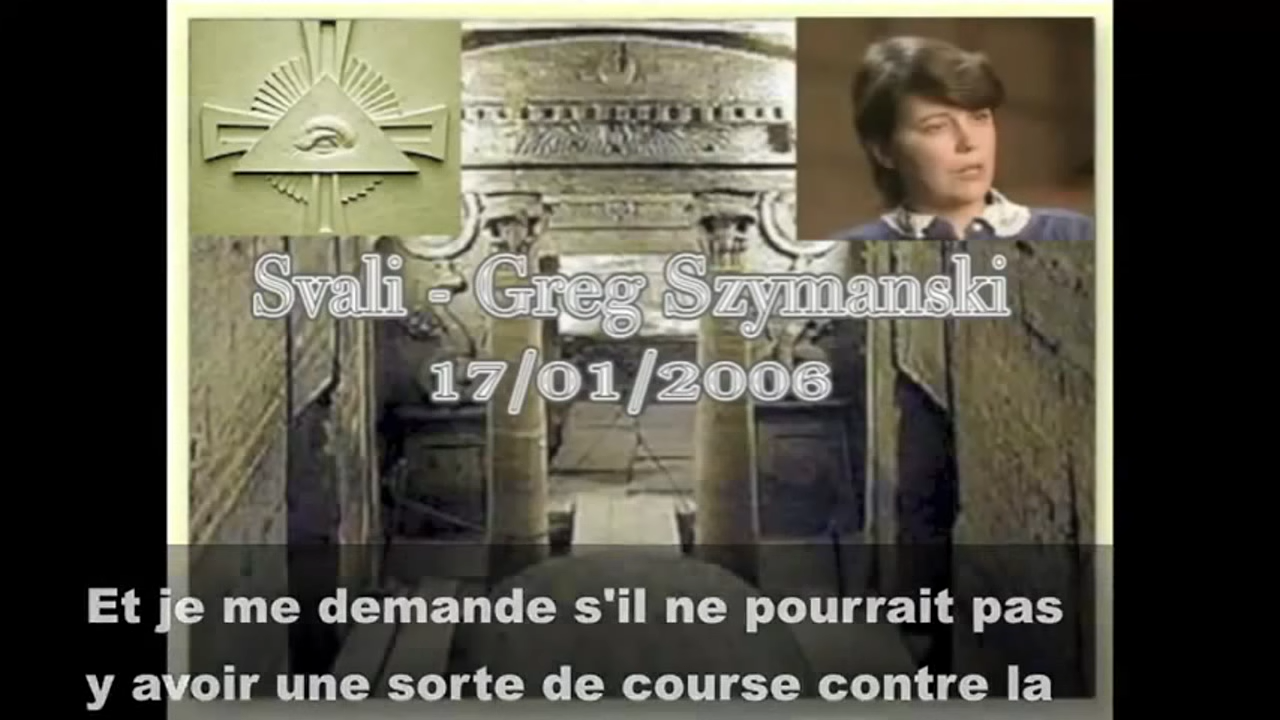 Svali - Greg Szymanski
17/01/2006
Et je me demande s'il ne pourrait pas
y avoir une sorte de course contre la